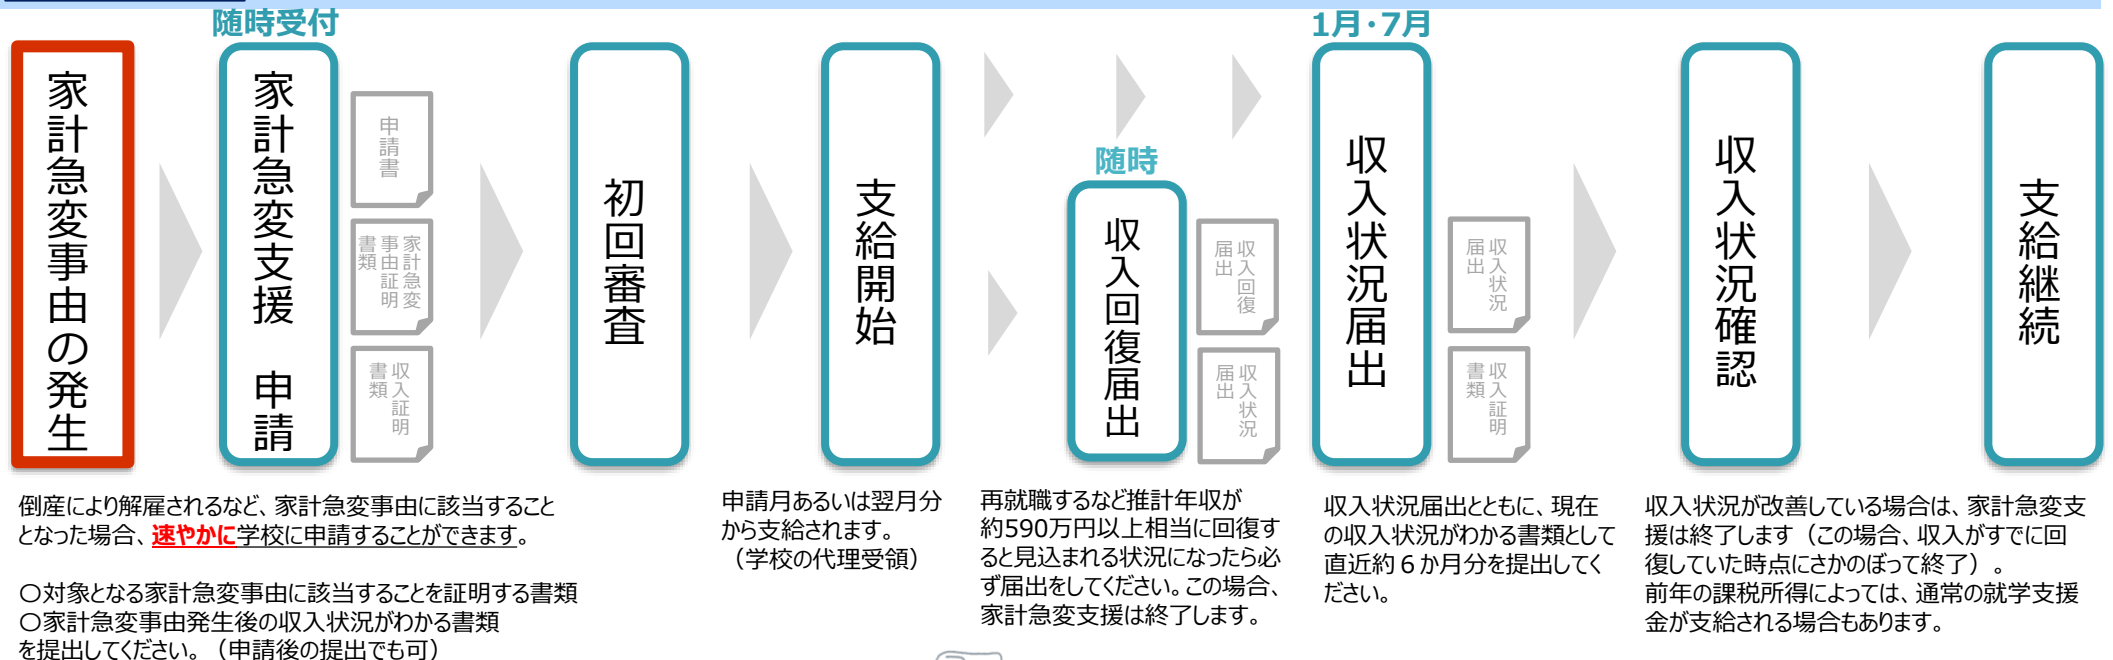 随時受付
1月・7月
家計急変事由の発生
家計急変支援　申請
申請書
家計急変
事由証明
書類
収入証明
書類
初回審査
支給開始
随時
収入回復届出
収入回復
届出
収入状況
届出
収入状況届出
収入状況
届出
収入証明
書類
収入状況確認
支給継続
倒産により解雇されるなど、家計急変事由に該当すること
となった場合、速やかに学校に申請することができます。
○対象となる家計急変事由に該当することを証明する書類
○家計急変事由発生後の収入状況がわかる書類
を提出してください。（申請後の提出でも可）
申請月あるいは翌月分
から支給されます。
（学校の代理受領）
再就職するなど推計年収が
約590万円以上相当に回復す
ると見込まれる状況になったら必
ず届出をしてください。この場合、
家計急変支援は終了します。
収入状況届出とともに、現在
の収入状況がわかる書類として
直近約６か月分を提出してく
ださい。
収入状況が改善している場合は、家計急変支
援は終了します（この場合、収入がすでに回
復していた時点にさかのぼって終了）。
前年の課税所得によっては、通常の就学支援
金が支給される場合もあります。